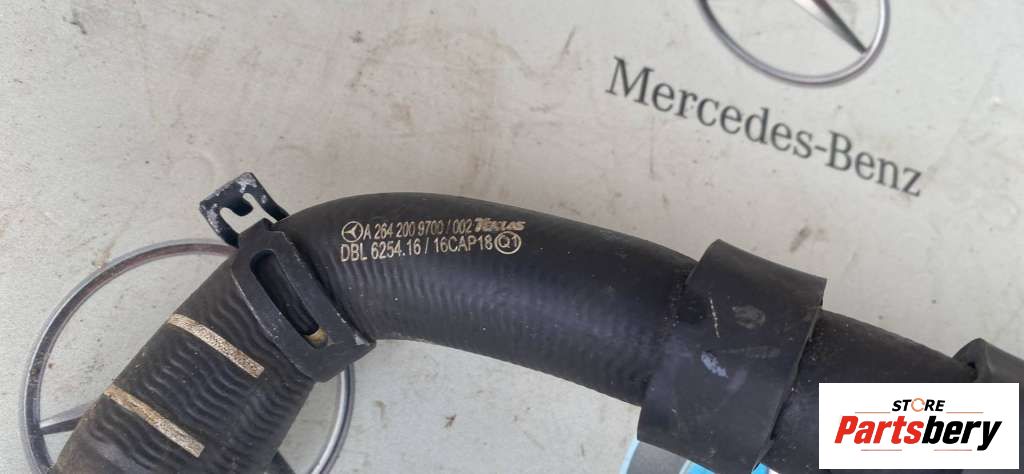 Mercedes-Benz
A 264 200 9700 / 002 TEKLAS
DBL 6254.16 / 16CAP18 Q1
STORE
Partsbery